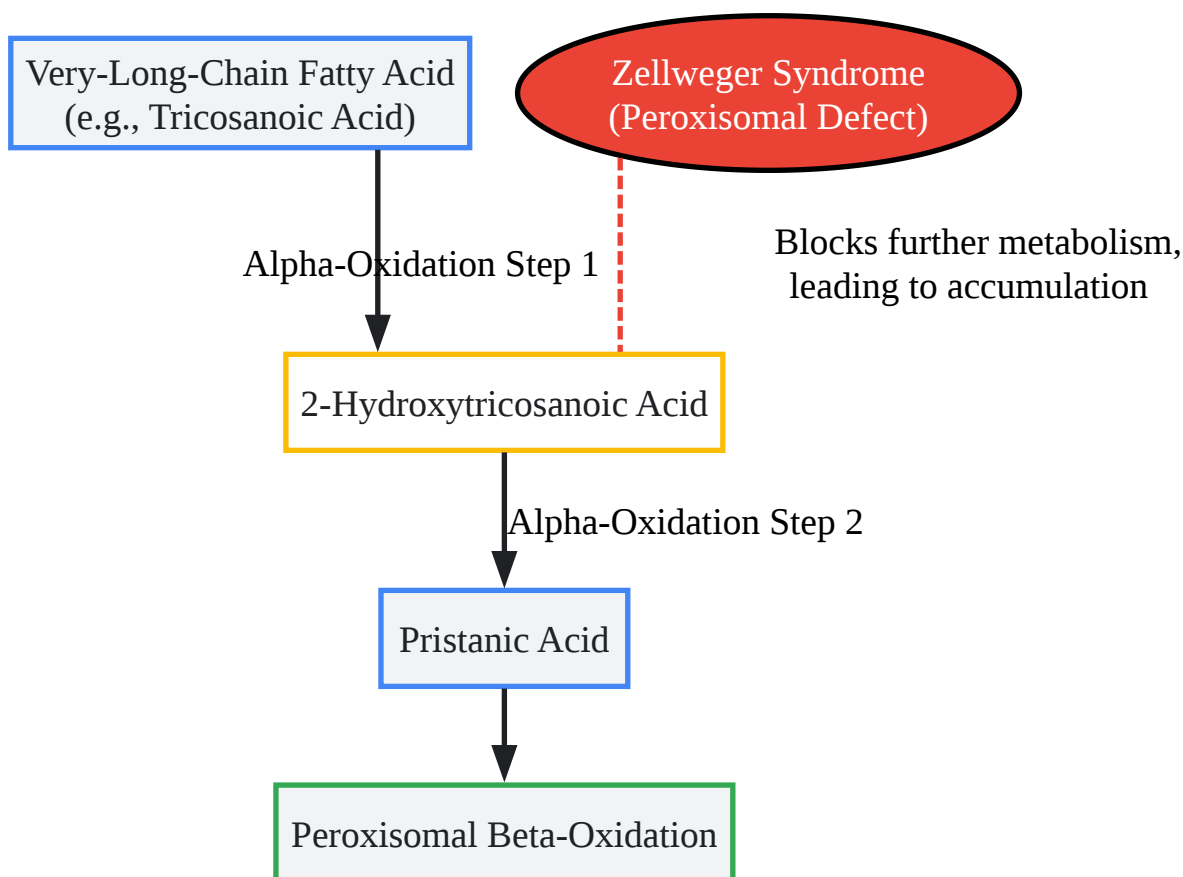 Very-Long-Chain Fatty Acid
(e.g., Tricosanoic Acid)
Zellweger Syndrome
(Peroxisomal Defect)
Alpha-Oxidation Step 1
Blocks further metabolism,
leading to accumulation
2-Hydroxytricosanoic Acid
Alpha-Oxidation Step 2
Pristanic Acid
Peroxisomal Beta-Oxidation